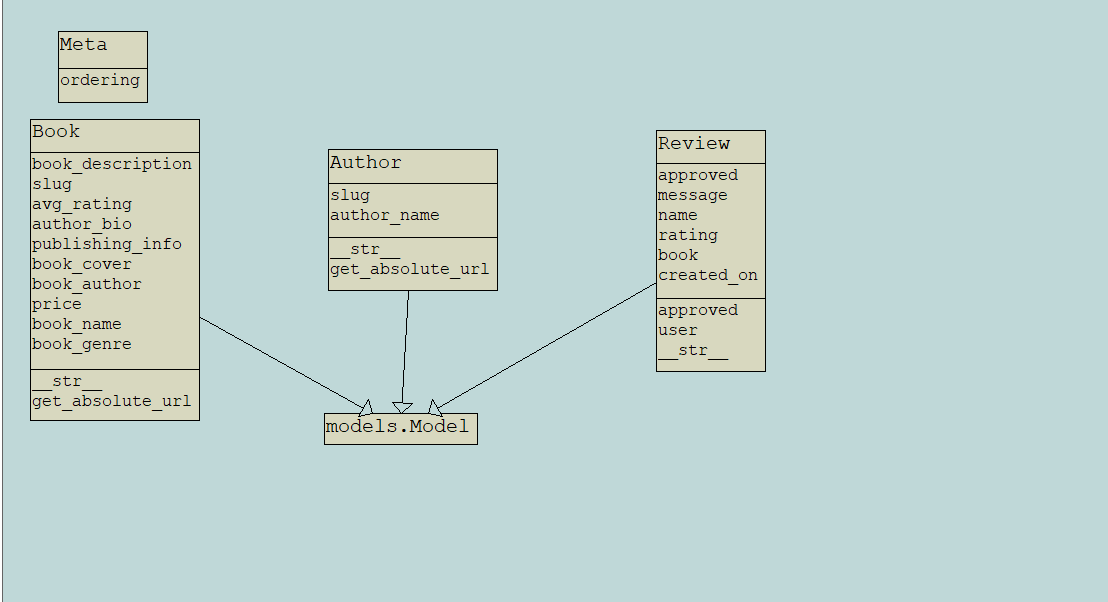 Meta
ordering
Book
book_description
slug
avg_rating
author_bio
publishing_info
book_cover
book_author
price
book_name
book_genre
__str__
get_absolute_url
Author
slug
author_name
__str__
get_absolute_url
Review
approved
message
name
rating
book
created_on
approved
user
__str__
models.Model